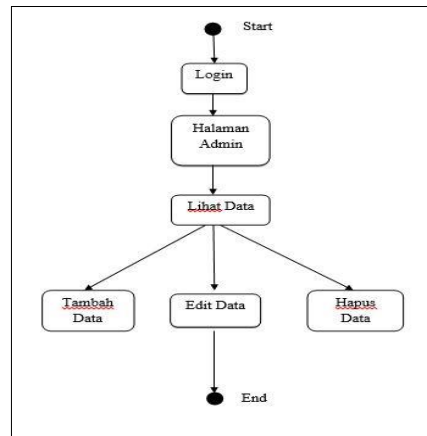 Start
Login
Halaman
Admin
Lihat Data
Tambah
Data
Edit Data
Hapus
Data
End